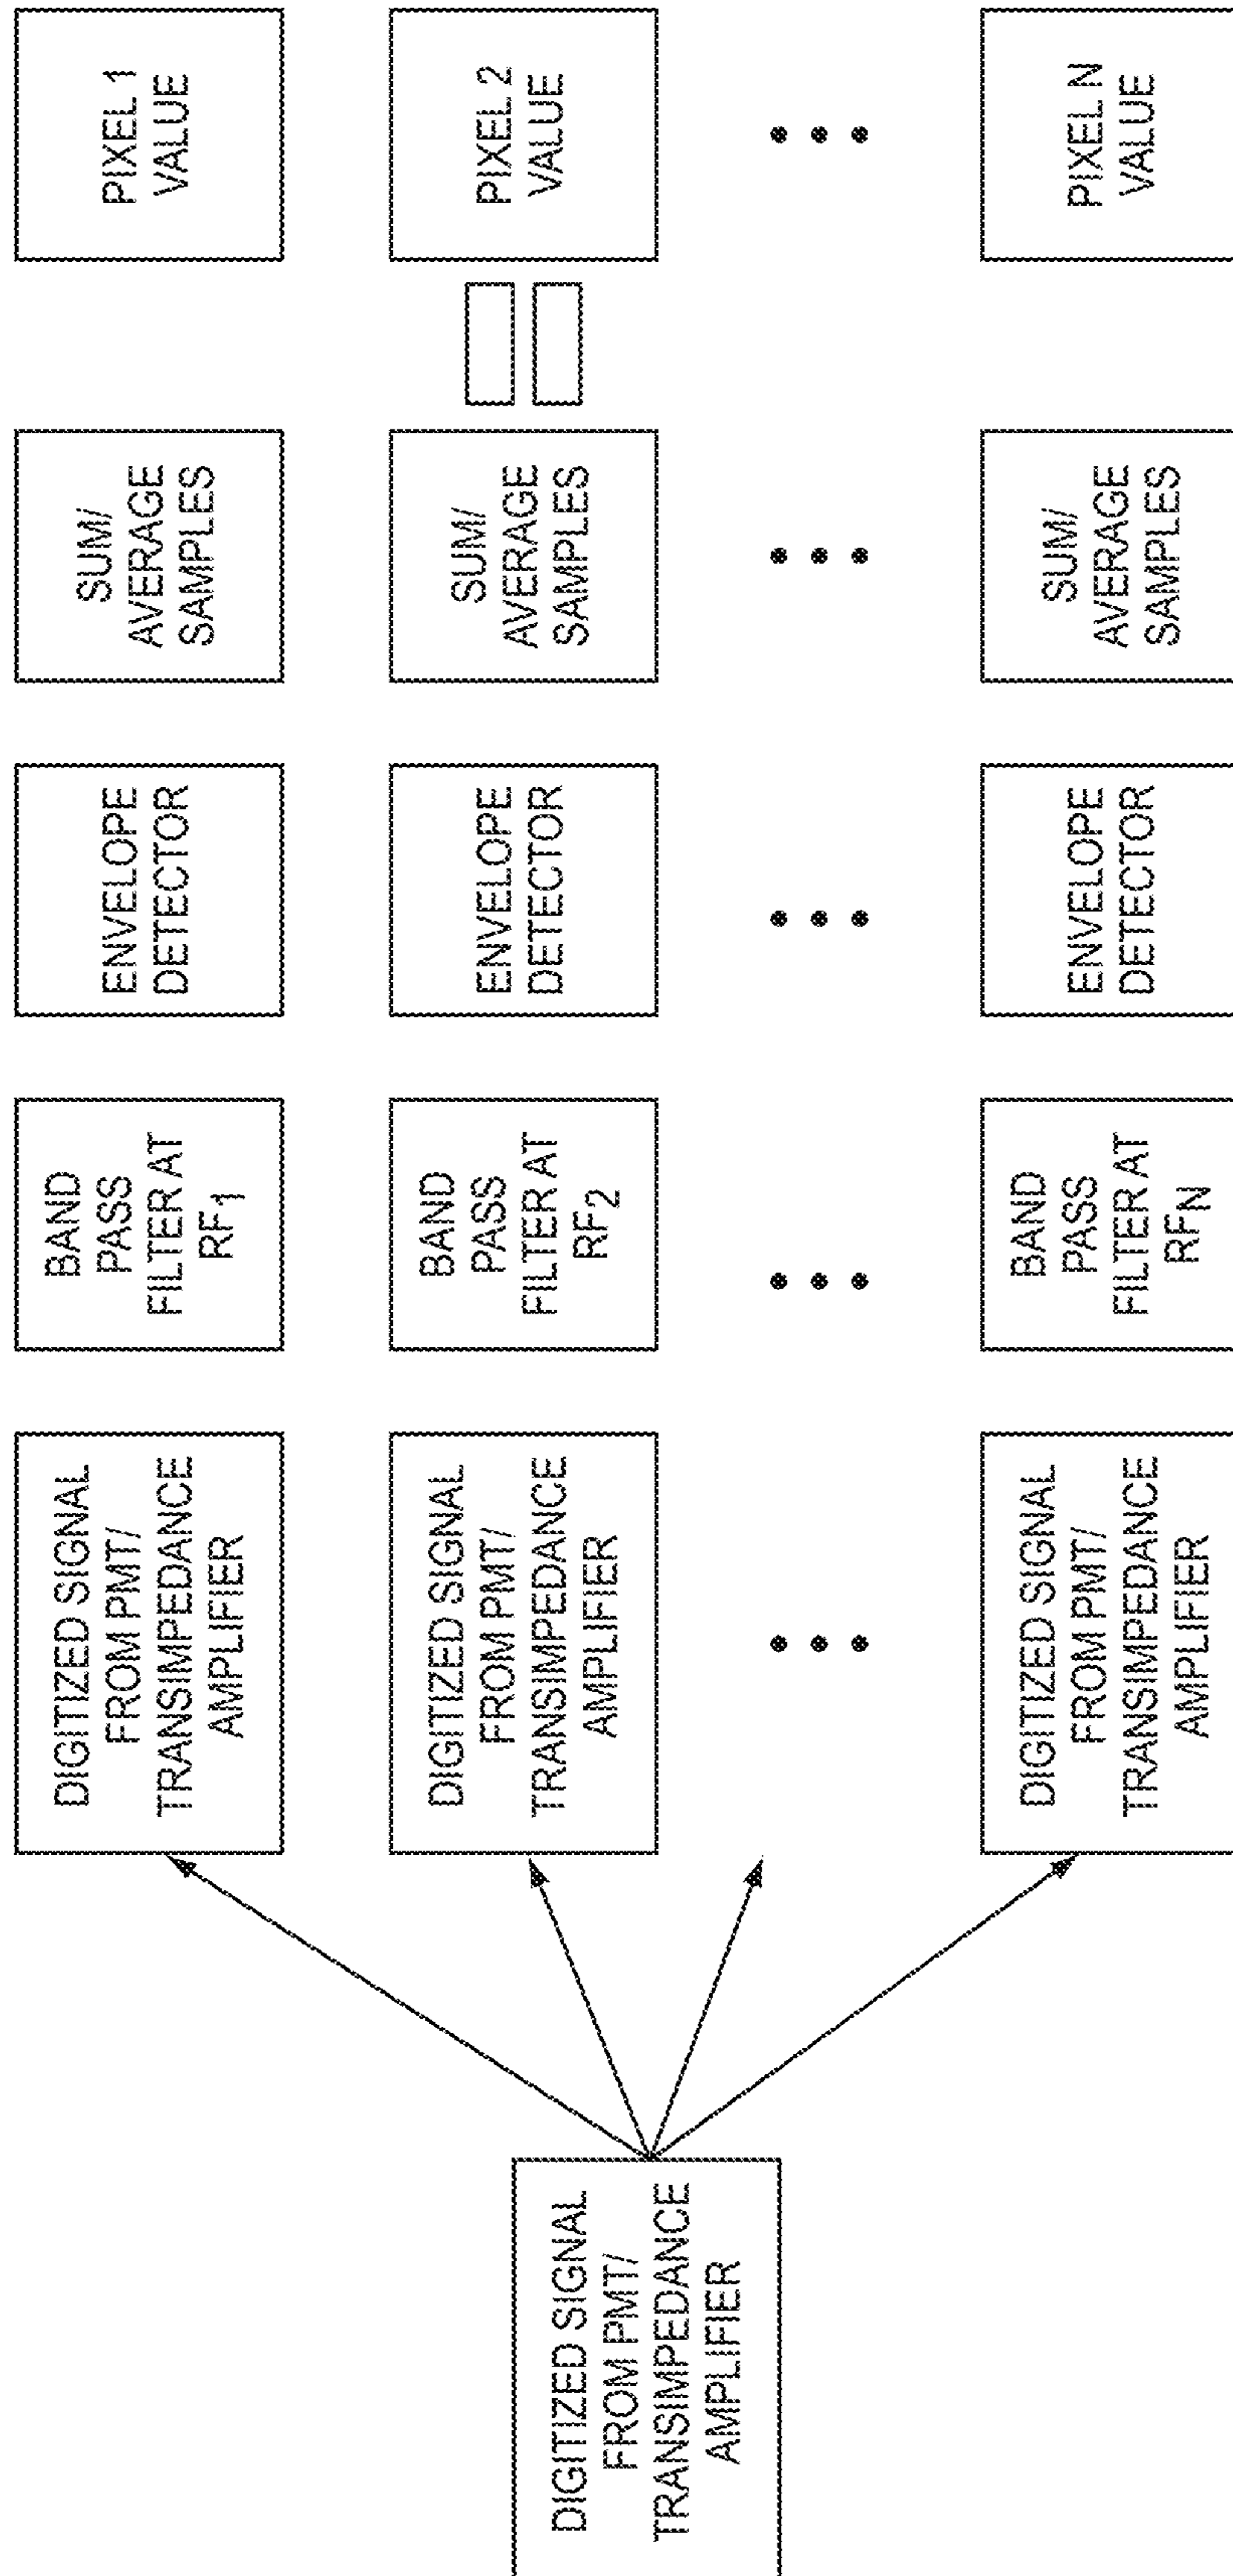 DIGITIZED SIGNAL
FROM PMT/
TRANSIMPEDANCE
AMPLIFIER
DIGITIZED SIGNAL
FROM PMT/
TRANSIMPEDANCE
AMPLIFIER
BAND
PASS
FILTER AT
RF1
ENVELOPE
DETECTOR
SUM/
AVERAGE
SAMPLES
PIXEL 1
VALUE
DIGITIZED SIGNAL
FROM PMT/
TRANSIMPEDANCE
AMPLIFIER
BAND
PASS
FILTER AT
RF2
ENVELOPE
DETECTOR
SUM/
AVERAGE
SAMPLES
PIXEL 2
VALUE
DIGITIZED SIGNAL
FROM PMT/
TRANSIMPEDANCE
AMPLIFIER
BAND
PASS
FILTER AT
RFN
ENVELOPE
DETECTOR
SUM/
AVERAGE
SAMPLES
PIXEL N
VALUE